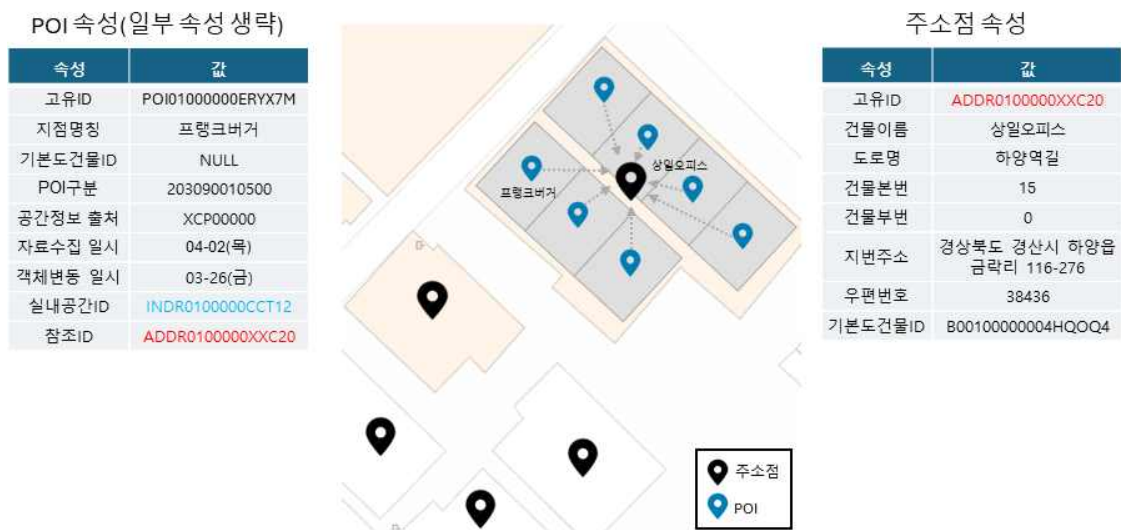 POI 속성(일부 속성 생략)
속성 값
고유ID POI01000000ERYX7M
지점명칭 프랭크버거
기본도건물ID NULL
POI구분 203090010500
공간정보 출처 XCP00000
자료수집 일시 04-02(목)
객체변동 일시 03-26(금)
실내공간ID INDR0100000CCT12
참조ID ADDR0100000XXC20
상일오피스
프랭크버거
주소점
POI
주소점 속성
속성 값
고유ID ADDR0100000XXC20
건물이름 상일오피스
도로명 하양역길
건물본번 15
건물부번 0
지번주소 경상북도 경산시 하양읍
금락리 116-276
우편번호 38436
기본도건물ID B00100000004HQOQ4